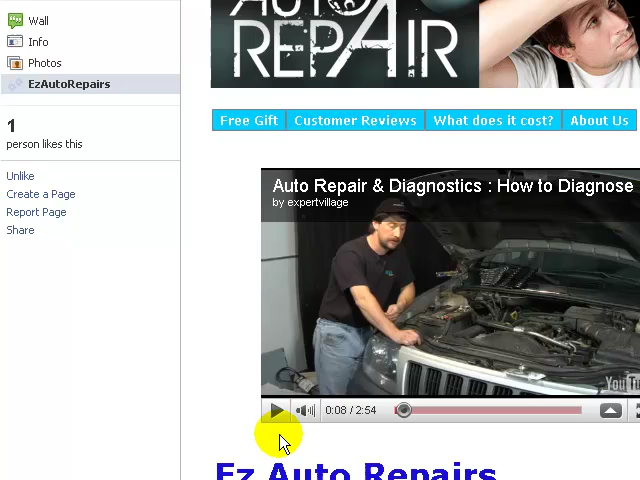 Wall
Info
Photos
EzAutoRepairs
1
person likes this
Unlike
Create a Page
Report Page
Share
AUTO
REPAIR
Free Gift
Customer Reviews
What does it cost?
About Us
Auto Repair & Diagnostics : How to Diagnose
by expertvillage
You
0:08 / 2:54
Ez Auto Repairs